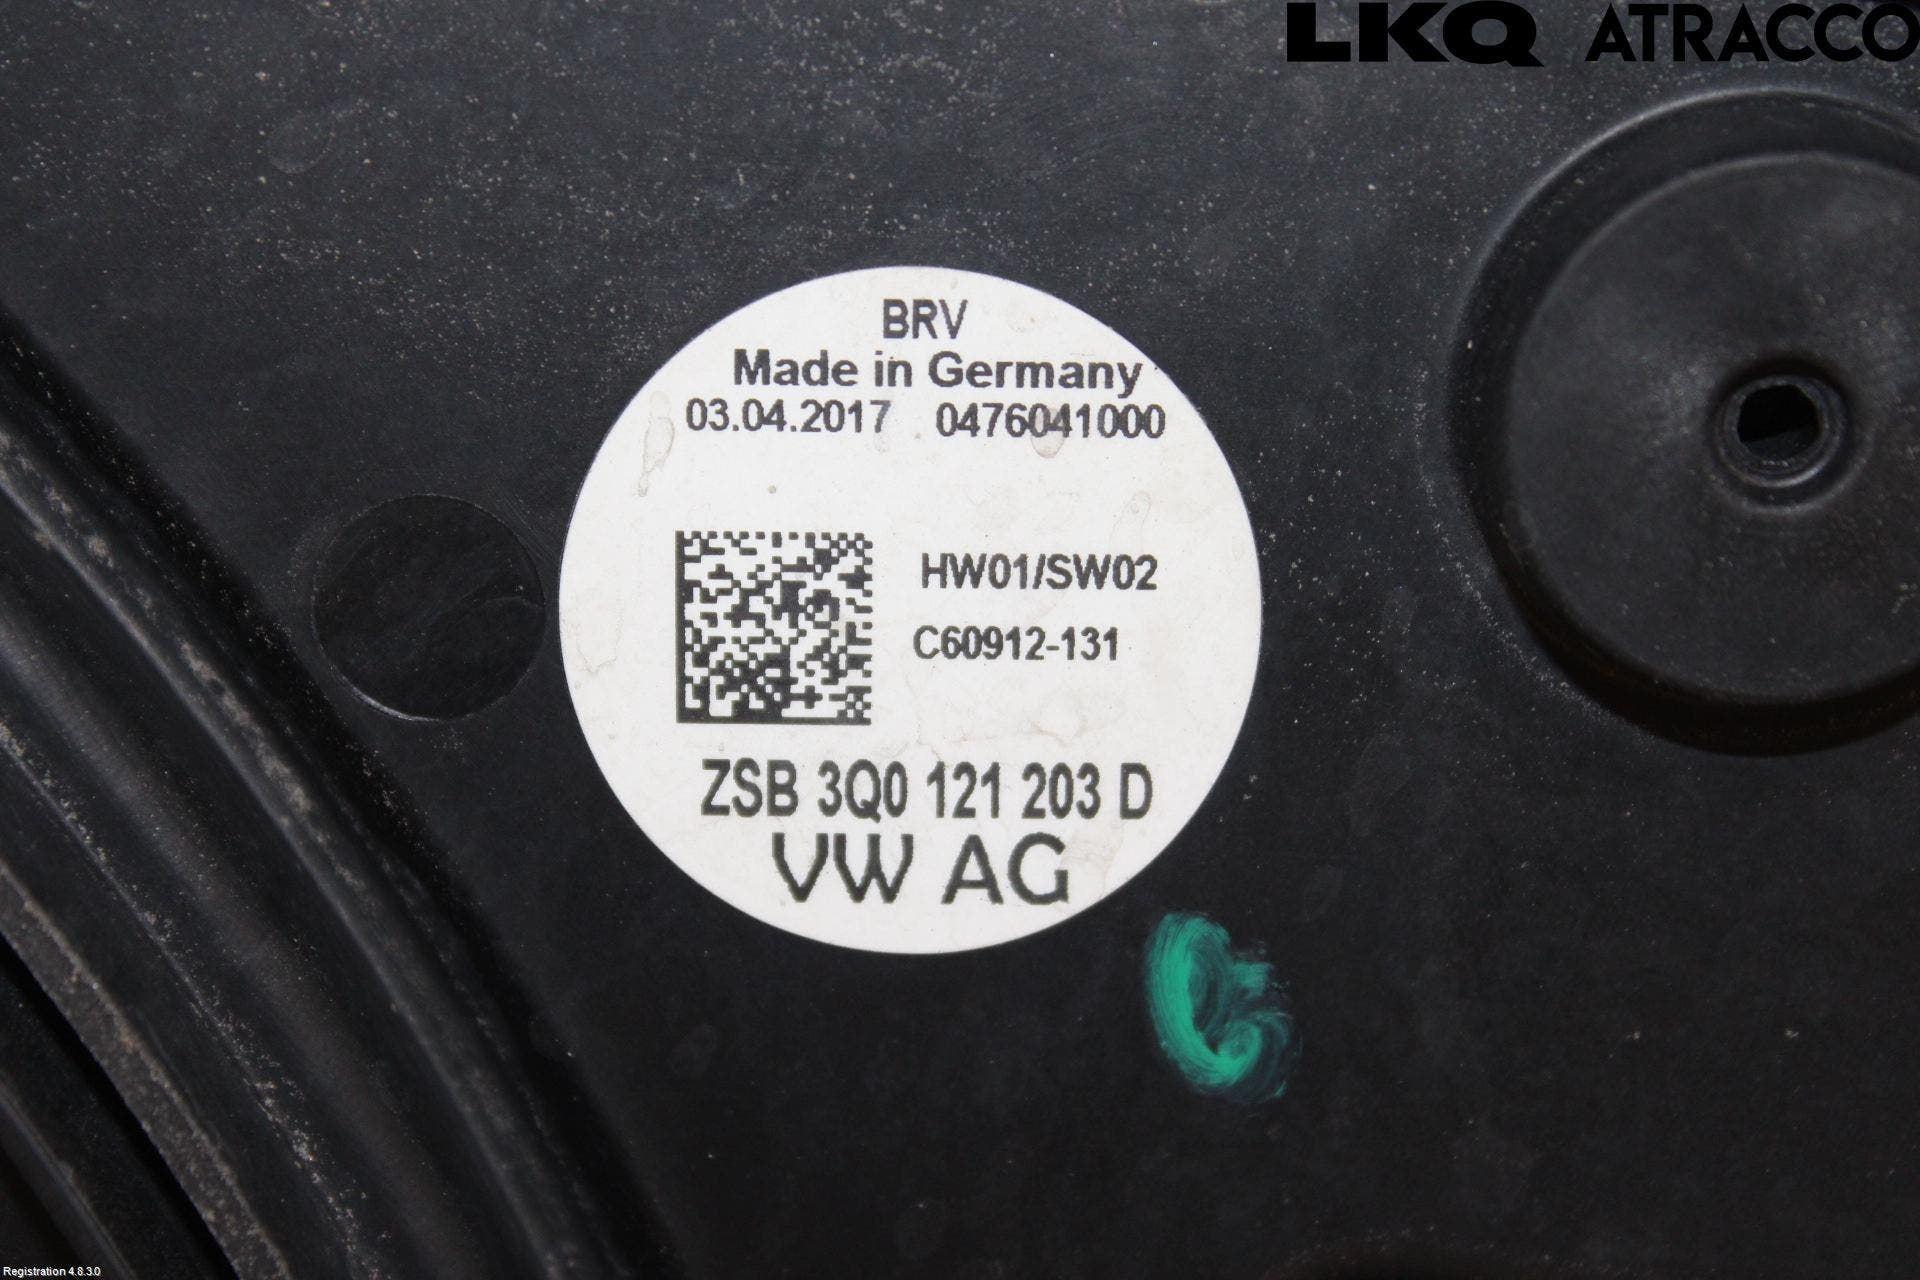 LKQ ATRACCO
BRV
Made in Germany
03.04.2017 0476041000
HW01/SW02
C60912-131
ZSB 3Q0 121 203 D
VW AG
Registration 4.8.3.0